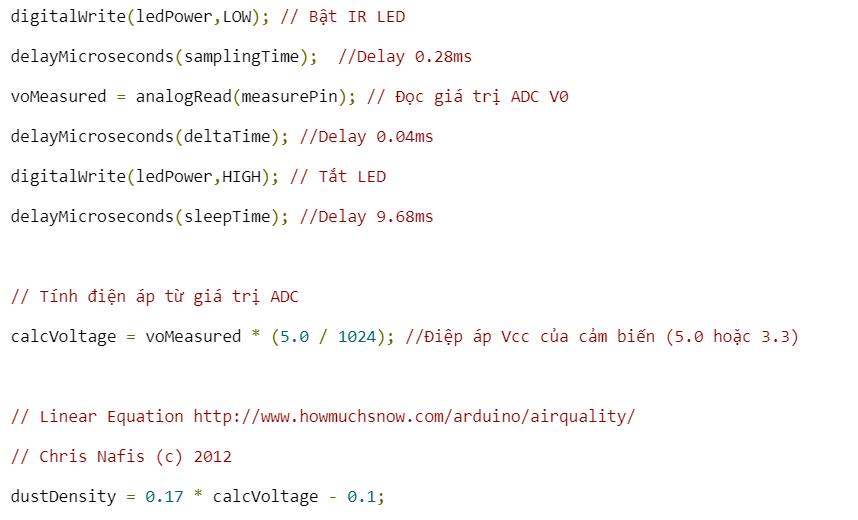 digitalWrite(ledPower,LOW); // Bật IR LED
delayMicroseconds(samplingTime);  //Delay 0.28ms
voMeasured = analogRead(measurePin); // Đọc giá trị ADC V0
delayMicroseconds(deltaTime); //Delay 0.04ms
digitalWrite(ledPower,HIGH); // Tắt LED
delayMicroseconds(sleepTime); //Delay 9.68ms
// Tính điện áp từ giá trị ADC
calcVoltage = voMeasured * (5.0 / 1024); //Điệp áp Vcc của cảm biến (5.0 hoặc 3.3)
// Linear Equation http://www.howmuchsnow.com/arduino/airquality/
// Chris Nafis (c) 2012
dustDensity = 0.17 * calcVoltage - 0.1;